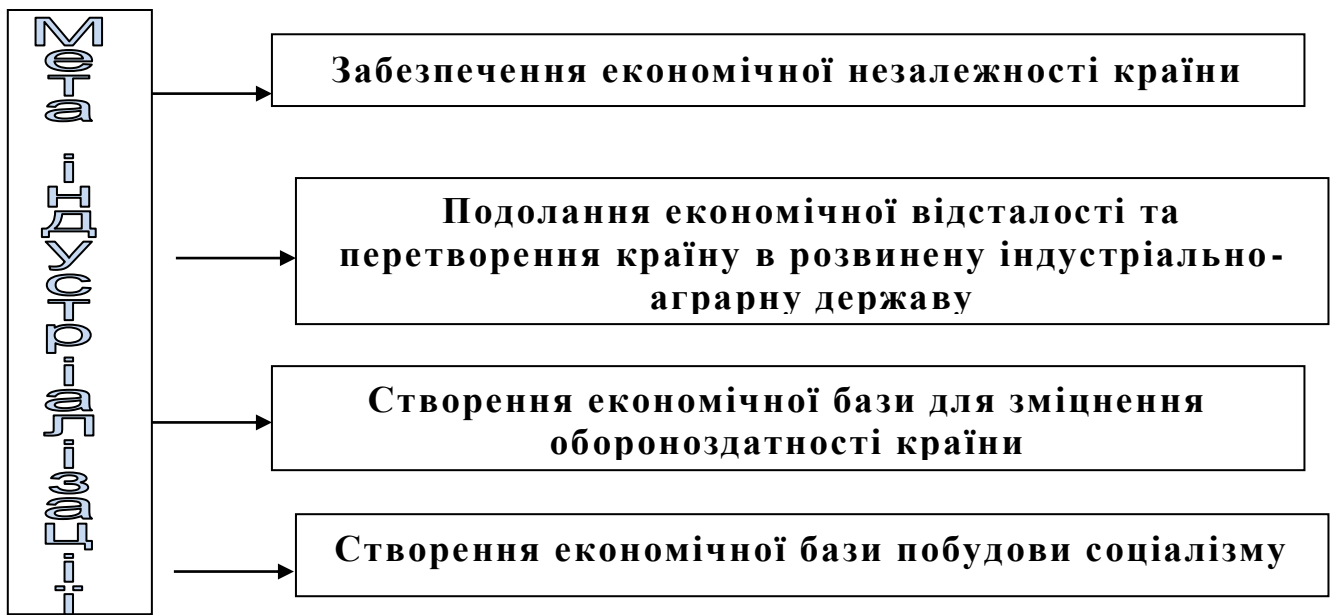 Мета індустріалізації
Забезпечення економічної незалежності країни
Подолання економічної відсталості та
перетворення країну в розвинену індустріально-
аграрну державу
Створення економічної бази для зміцнення
обороноздатності країни
Створення економічної бази побудови соціалізму